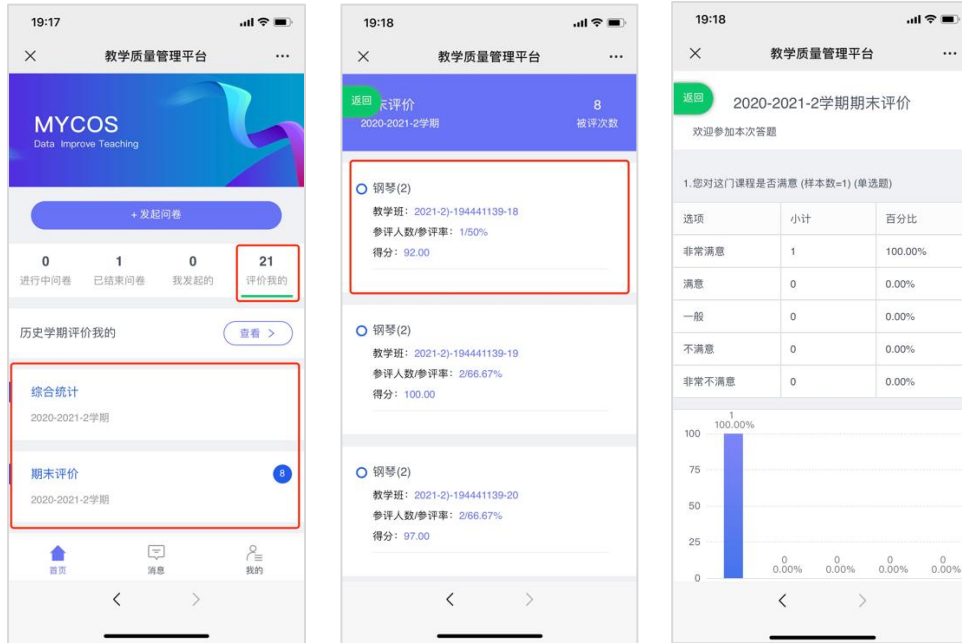 19:17
教学质量管理平台
MYCOS
Data Improve Teaching
+ 发起问卷
0 1 0 21
进行中问卷 已结束问卷 我发起的 评价我的
历史学期评价我的 查看 >
综合统计
2020-2021-2学期
期末评价 8
2020-2021-2学期
首页 消息 我的
19:18
教学质量管理平台
返回 末评价 8
2020-2021-2学期 被评次数
钢琴(2)
教学班：2021-2)-194441139-18
参评人数/参评率：1/50%
得分：92.00
钢琴(2)
教学班：2021-2)-194441139-19
参评人数/参评率：2/66.67%
得分：100.00
钢琴(2)
教学班：2021-2)-194441139-20
参评人数/参评率：2/66.67%
得分：97.00
19:18
教学质量管理平台
返回 2020-2021-2学期期末评价
欢迎参加本次答题
1.您对这门课程是否满意 (样本数=1) (单选题)
选项 小计 百分比
非常满意 1 100.00%
满意 0 0.00%
一般 0 0.00%
不满意 0 0.00%
非常不满意 0 0.00%
1
100.00%
100
75
50
25
0
0 0 0 0
0.00% 0.00% 0.00% 0.00%